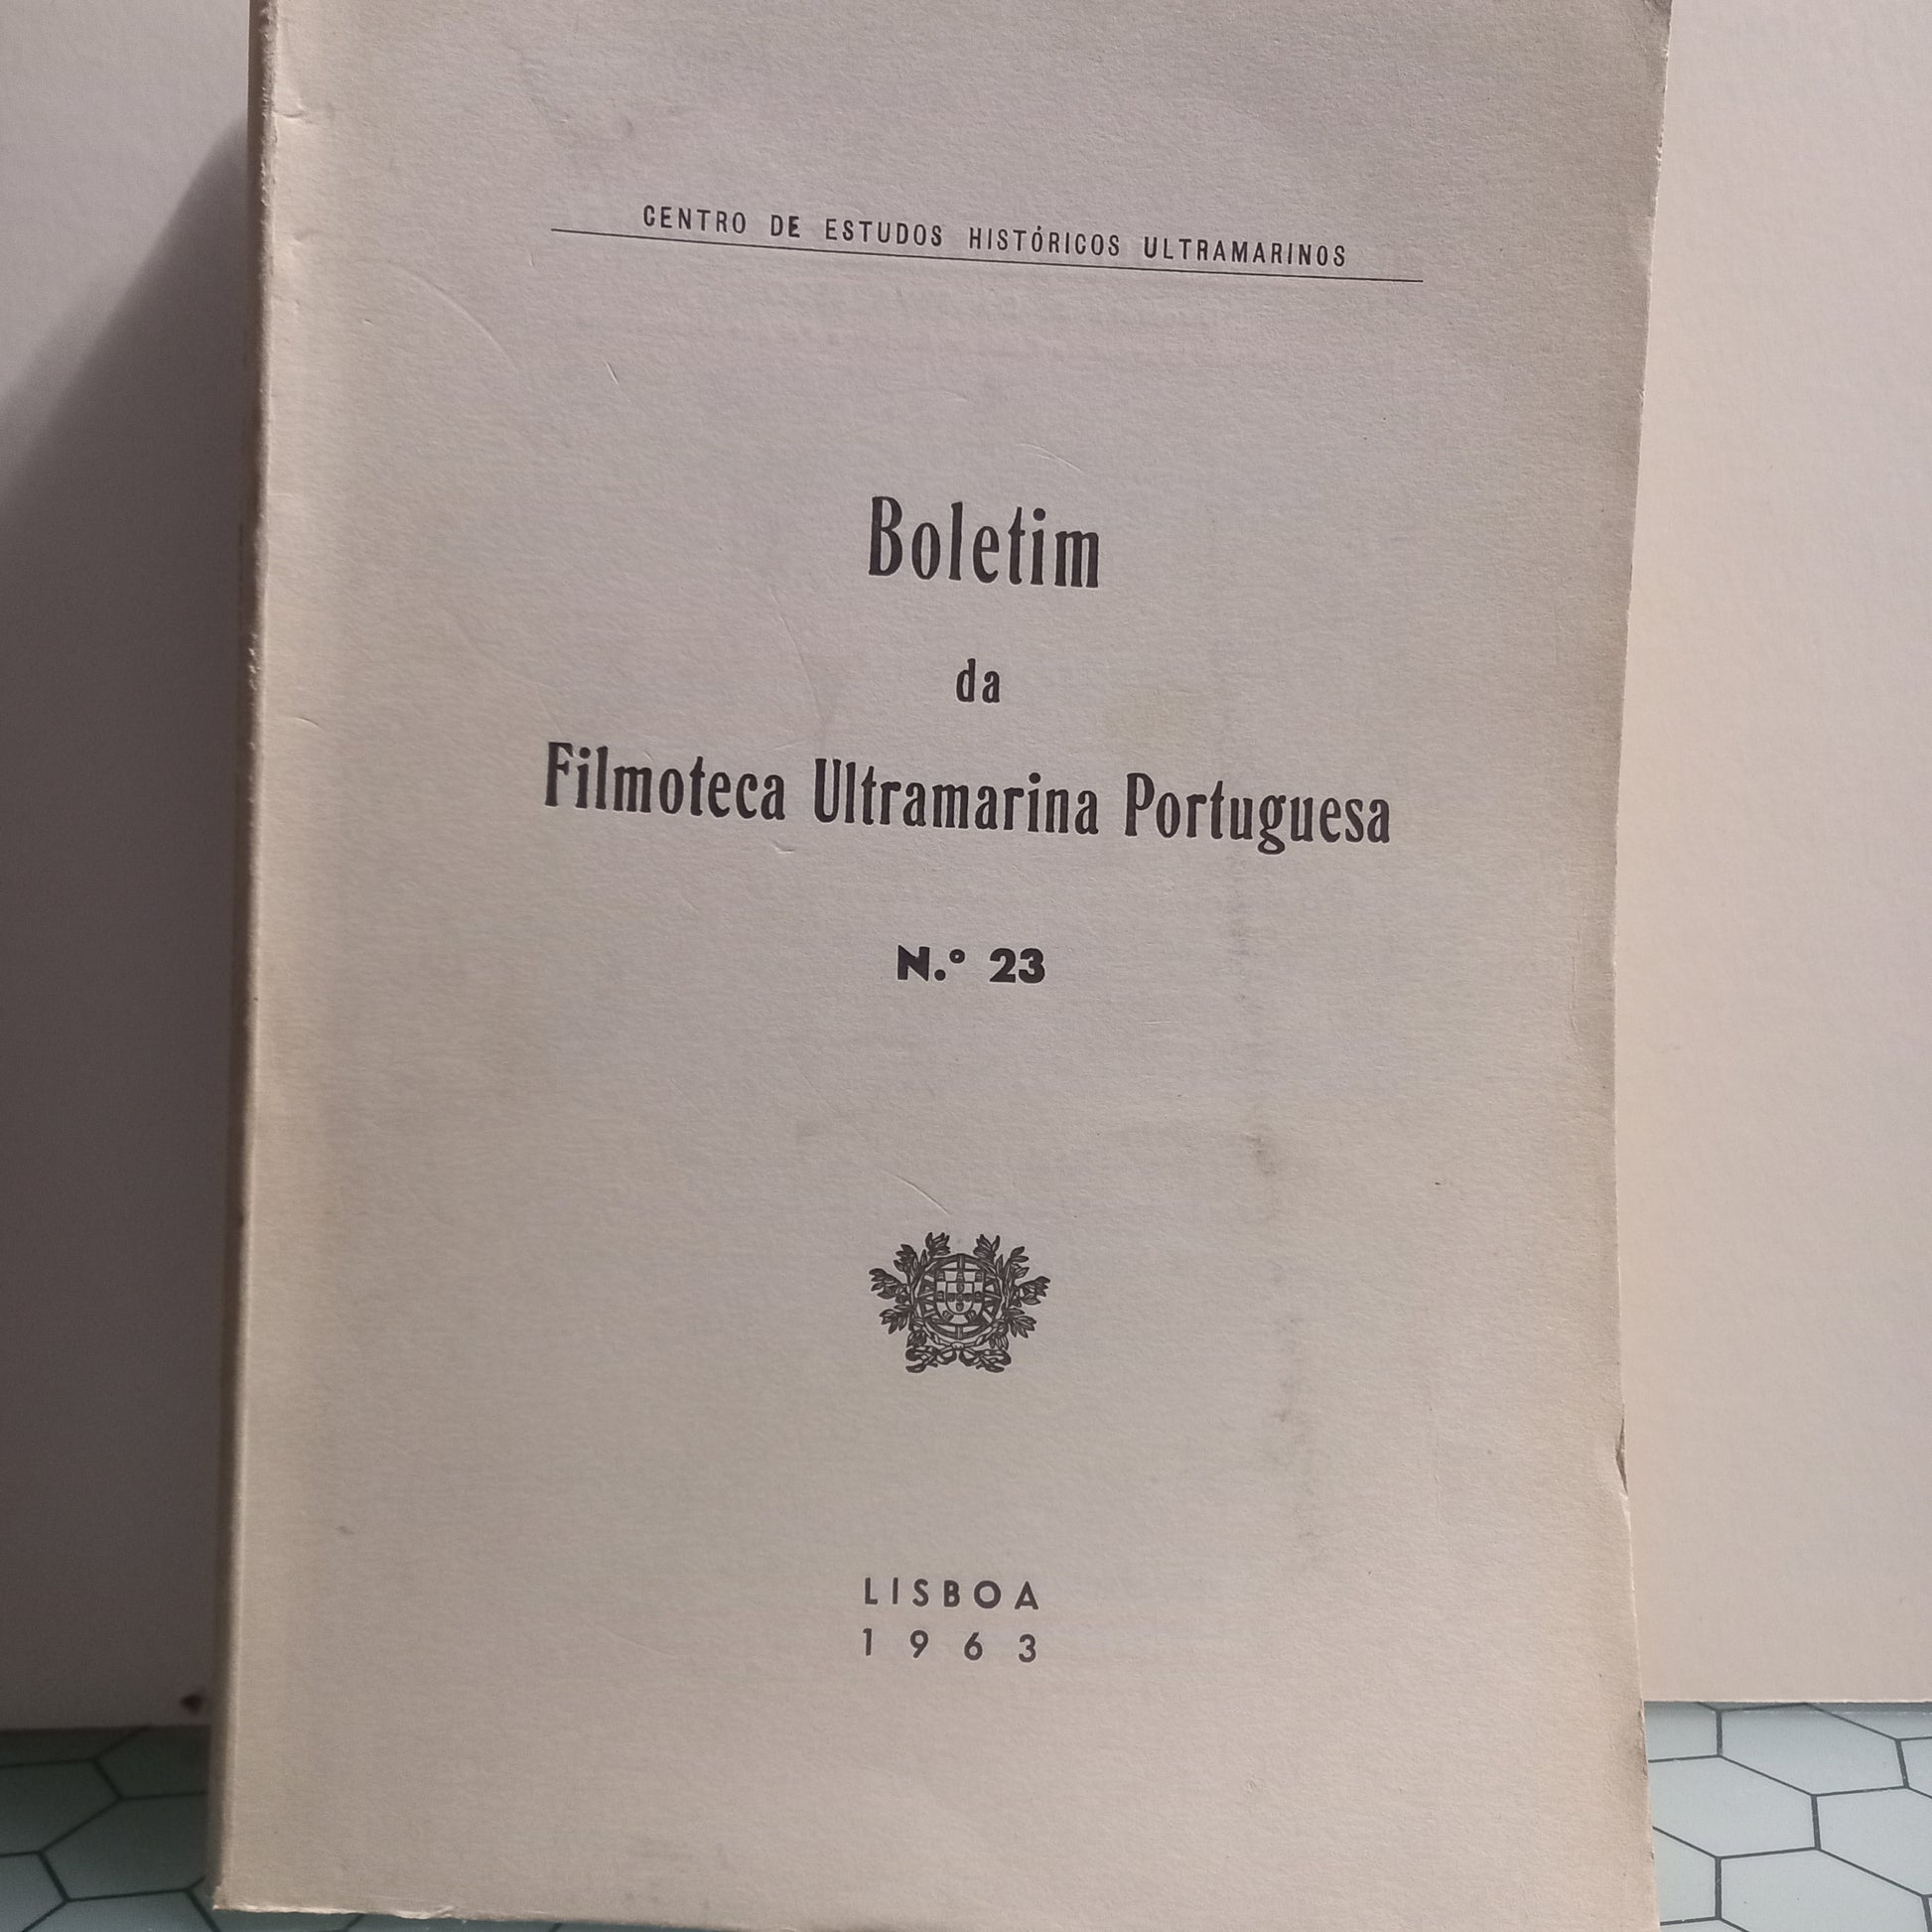 CENTRO DE ESTUDOS HISTÓRICOS ULTRAMARINOS
Boletim
da
Filmoteca Ultramarina Portuguesa
N.º 23
LISBOA
1963